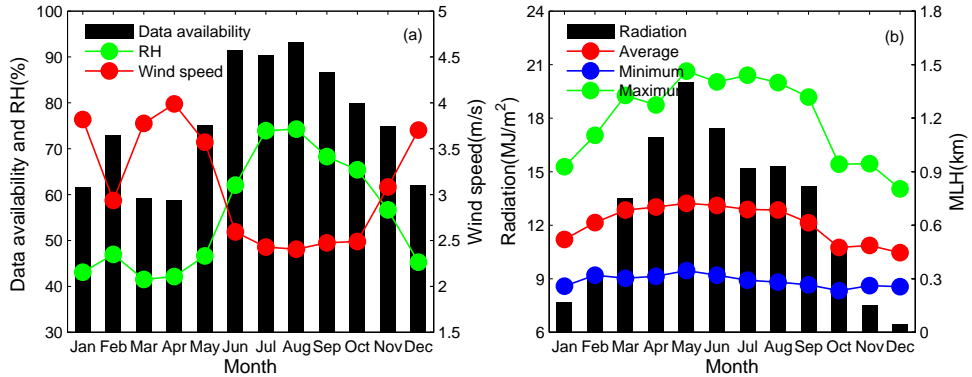 Data availability and RH(%)
100
90
80
70
60
50
40
30
Data availability
RH
Wind speed
(a)
5
4.5
4
3.5
3
2.5
2
1.5
Wind speed(m/s)
Jan Feb Mar Apr May Jun Jul Aug Sep Oct Nov Dec
Month
Radiation(MJ/m²)
24
21
18
15
12
9
6
Radiation
Average
Minimum
Maximum
(b)
1.8
1.5
1.2
0.9
0.6
0.3
0
MLH(km)
Jan Feb Mar Apr May Jun Jul Aug Sep Oct Nov Dec
Month